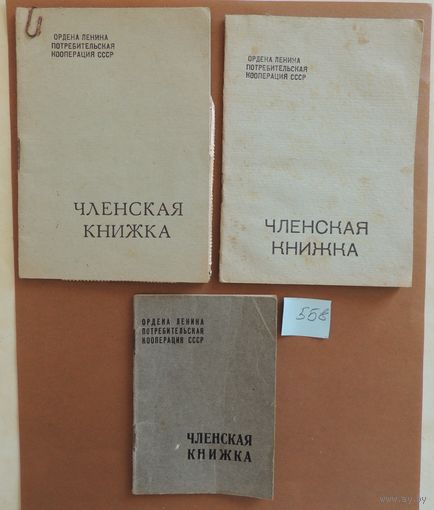 ОРДЕНА ЛЕНИНА
ПОТРЕБИТЕЛЬСКАЯ
КООПЕРАЦИЯ СССР
ЧЛЕНСКАЯ
КНИЖКА
ОРДЕНА ЛЕНИНА
ПОТРЕБИТЕЛЬСКАЯ
КООПЕРАЦИЯ СССР
ЧЛЕНСКАЯ
КНИЖКА
ОРДЕНА ЛЕНИНА
ПОТРЕБИТЕЛЬСКАЯ
КООПЕРАЦИЯ СССР
ЧЛЕНСКАЯ
КНИЖКА
www.ay.by